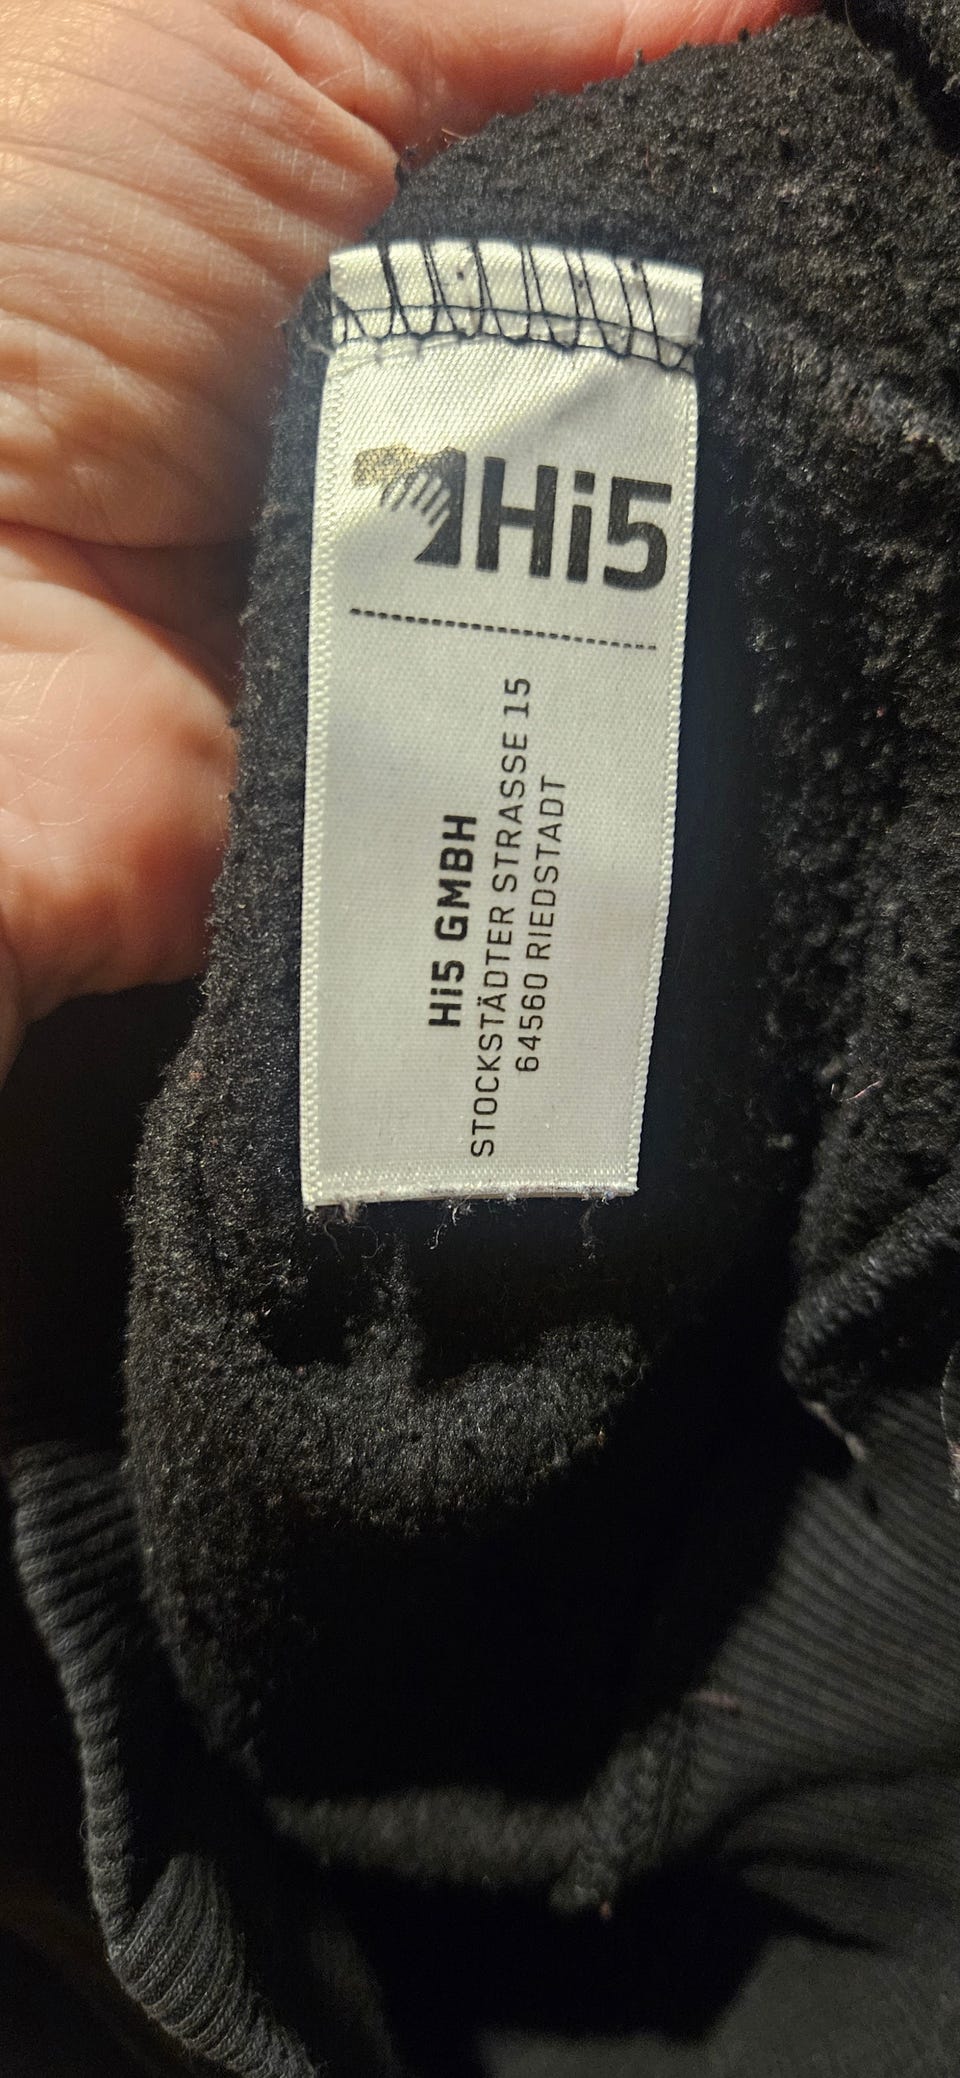 Hi5
Hi5 GMBH
STOCKSTÄDTER STRASSE 15
64560 RIEDSTADT